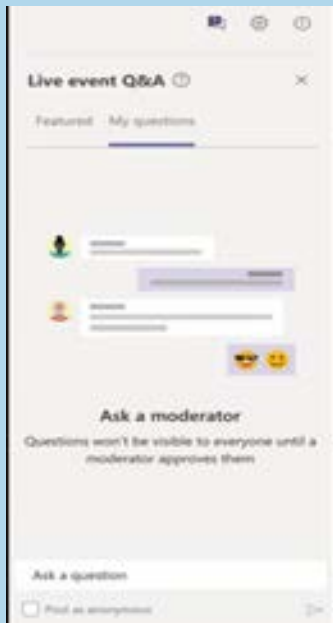 Live event Q&A
Featured My questions
Ask a moderator
Questions won't be visible to everyone until a
moderator approves them
Ask a question
Post as anonymous